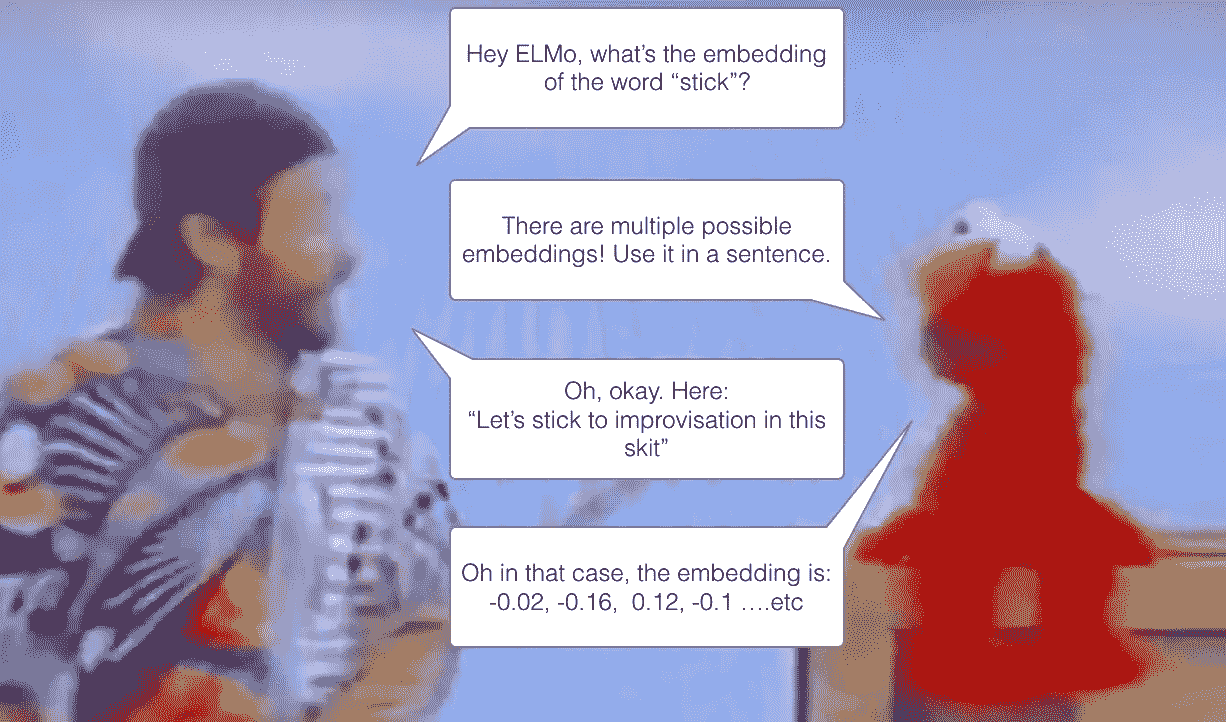 Hey ELMo, what's the embedding
of the word “stick”?
There are multiple possible
embeddings! Use it in a sentence.
Oh, okay. Here:
“Let's stick to improvisation in this
skit”
Oh in that case, the embedding is:
-0.02, -0.16,  0.12, -0.1 ….etc